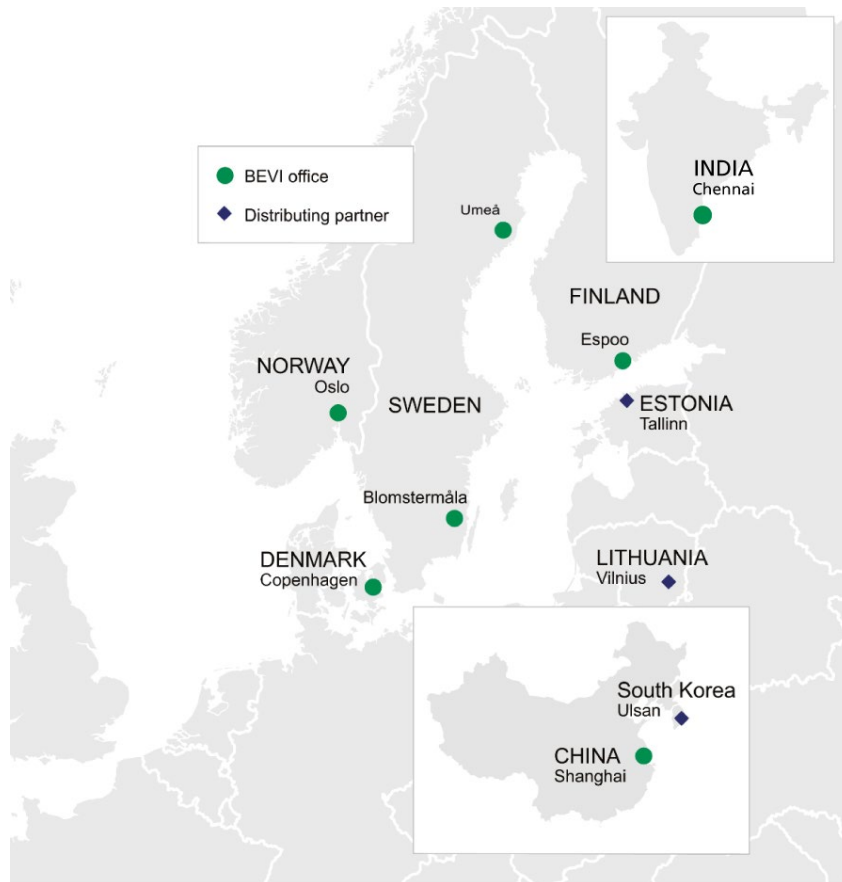 BEVI office
Distributing partner
INDIA
Chennai
Umeå
FINLAND
Espoo
NORWAY
Oslo
SWEDEN
ESTONIA
Tallinn
Blomstermåla
DENMARK
Copenhagen
LITHUANIA
Vilnius
South Korea
Ulsan
CHINA
Shanghai